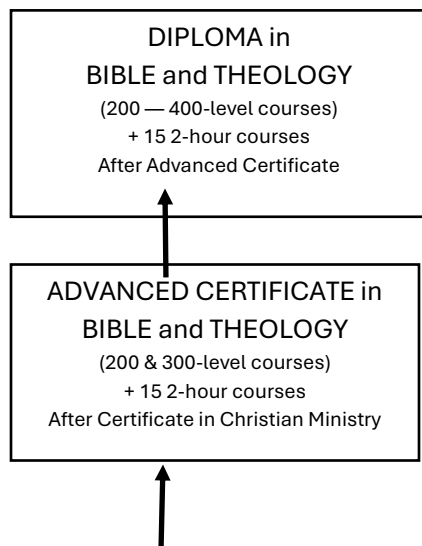 DIPLOMA in
BIBLE and THEOLOGY
(200 — 400-level courses)
+ 15 2-hour courses
After Advanced Certificate
ADVANCED CERTIFICATE in
BIBLE and THEOLOGY
(200 & 300-level courses)
+ 15 2-hour courses
After Certificate in Christian Ministry